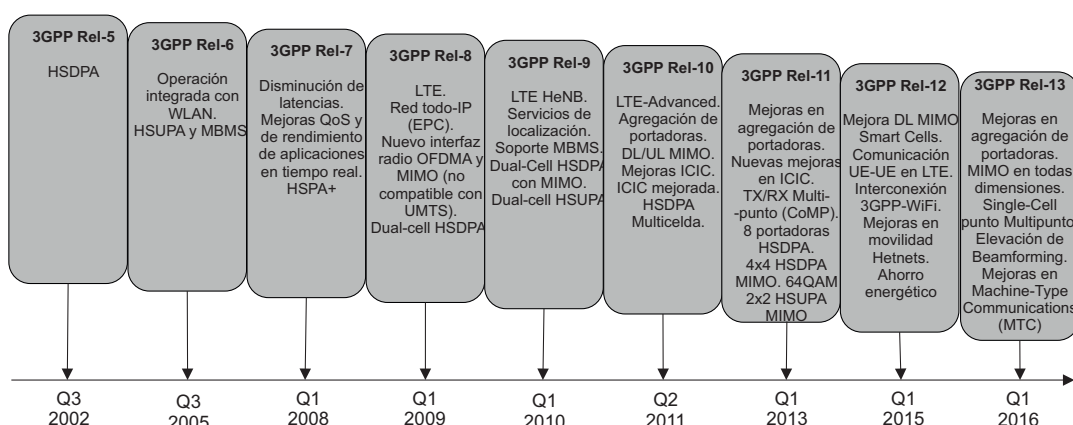 3GPP Rel-5
HSDPA
3GPP Rel-6
Operación
integrada con
WLAN.
HSUPA y MBMS
3GPP Rel-7
Disminución de
latencias.
Mejoras QoS y
de rendimiento
de aplicaciones
en tiempo real.
HSPA+
3GPP Rel-8
LTE.
Red todo-IP
(EPC).
Nuevo interfaz
radio OFDMA y
MIMO (no
compatible con
UMTS).
Dual-cell HSDPA
3GPP Rel-9
LTE HeNB.
Servicios de
localización.
Soporte MBMS.
Dual-Cell HSDPA
con MIMO.
Dual-cell HSUPA
3GPP Rel-10
LTE-Advanced.
Agregación de
portadoras.
DL/UL MIMO.
Mejoras ICIC.
ICIC mejorada.
HSDPA
Multicelda.
3GPP Rel-11
Mejoras en
agregación de
portadoras.
Nuevas mejoras
en ICIC.
TX/RX Multi-
-punto (CoMP).
8 portadoras
HSDPA.
4x4 HSDPA
MIMO. 64QAM
2x2 HSUPA
MIMO
3GPP Rel-12
Mejora DL MIMO
Smart Cells.
Comunicación
UE-UE en LTE.
Interconexión
3GPP-WiFi.
Mejoras en
movilidad
Hetnets.
Ahorro
energético
3GPP Rel-13
Mejoras en
agregación de
portadoras.
MIMO en todas
dimensiones.
Single-Cell
punto Multipunto
Elevación de
Beamforming.
Mejoras en
Machine-Type
Communications
(MTC)
Q3
2002
Q3
2005
Q1
2008
Q1
2009
Q1
2010
Q2
2011
Q1
2013
Q1
2015
Q1
2016